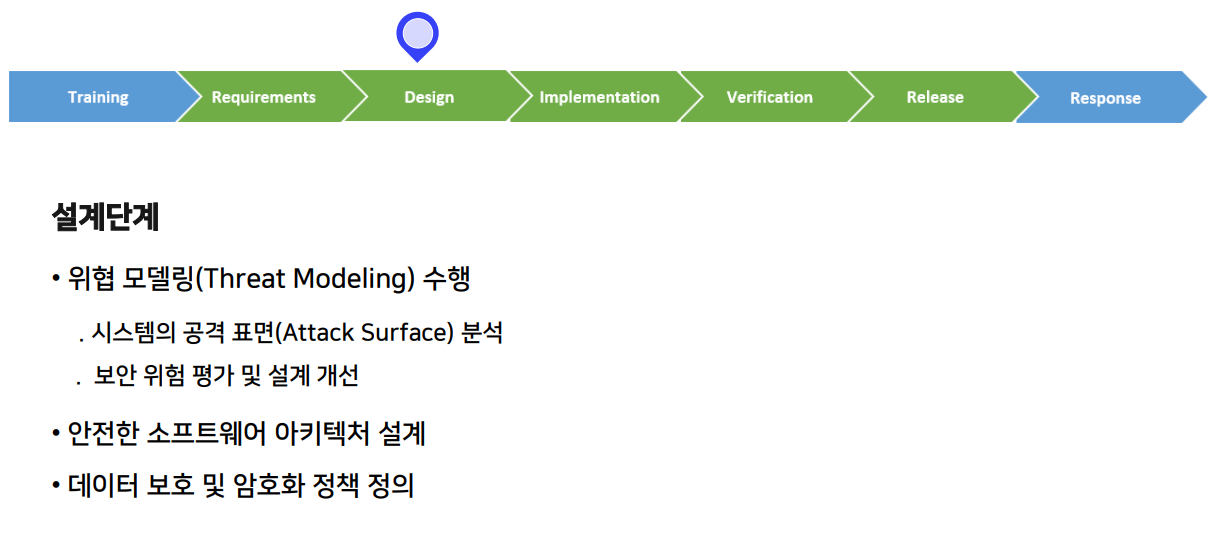 Training
Requirements
Design
Implementation
Verification
Release
Response
설계단계
• 위협 모델링(Threat Modeling) 수행
. 시스템의 공격 표면(Attack Surface) 분석
. 보안 위험 평가 및 설계 개선
• 안전한 소프트웨어 아키텍처 설계
• 데이터 보호 및 암호화 정책 정의